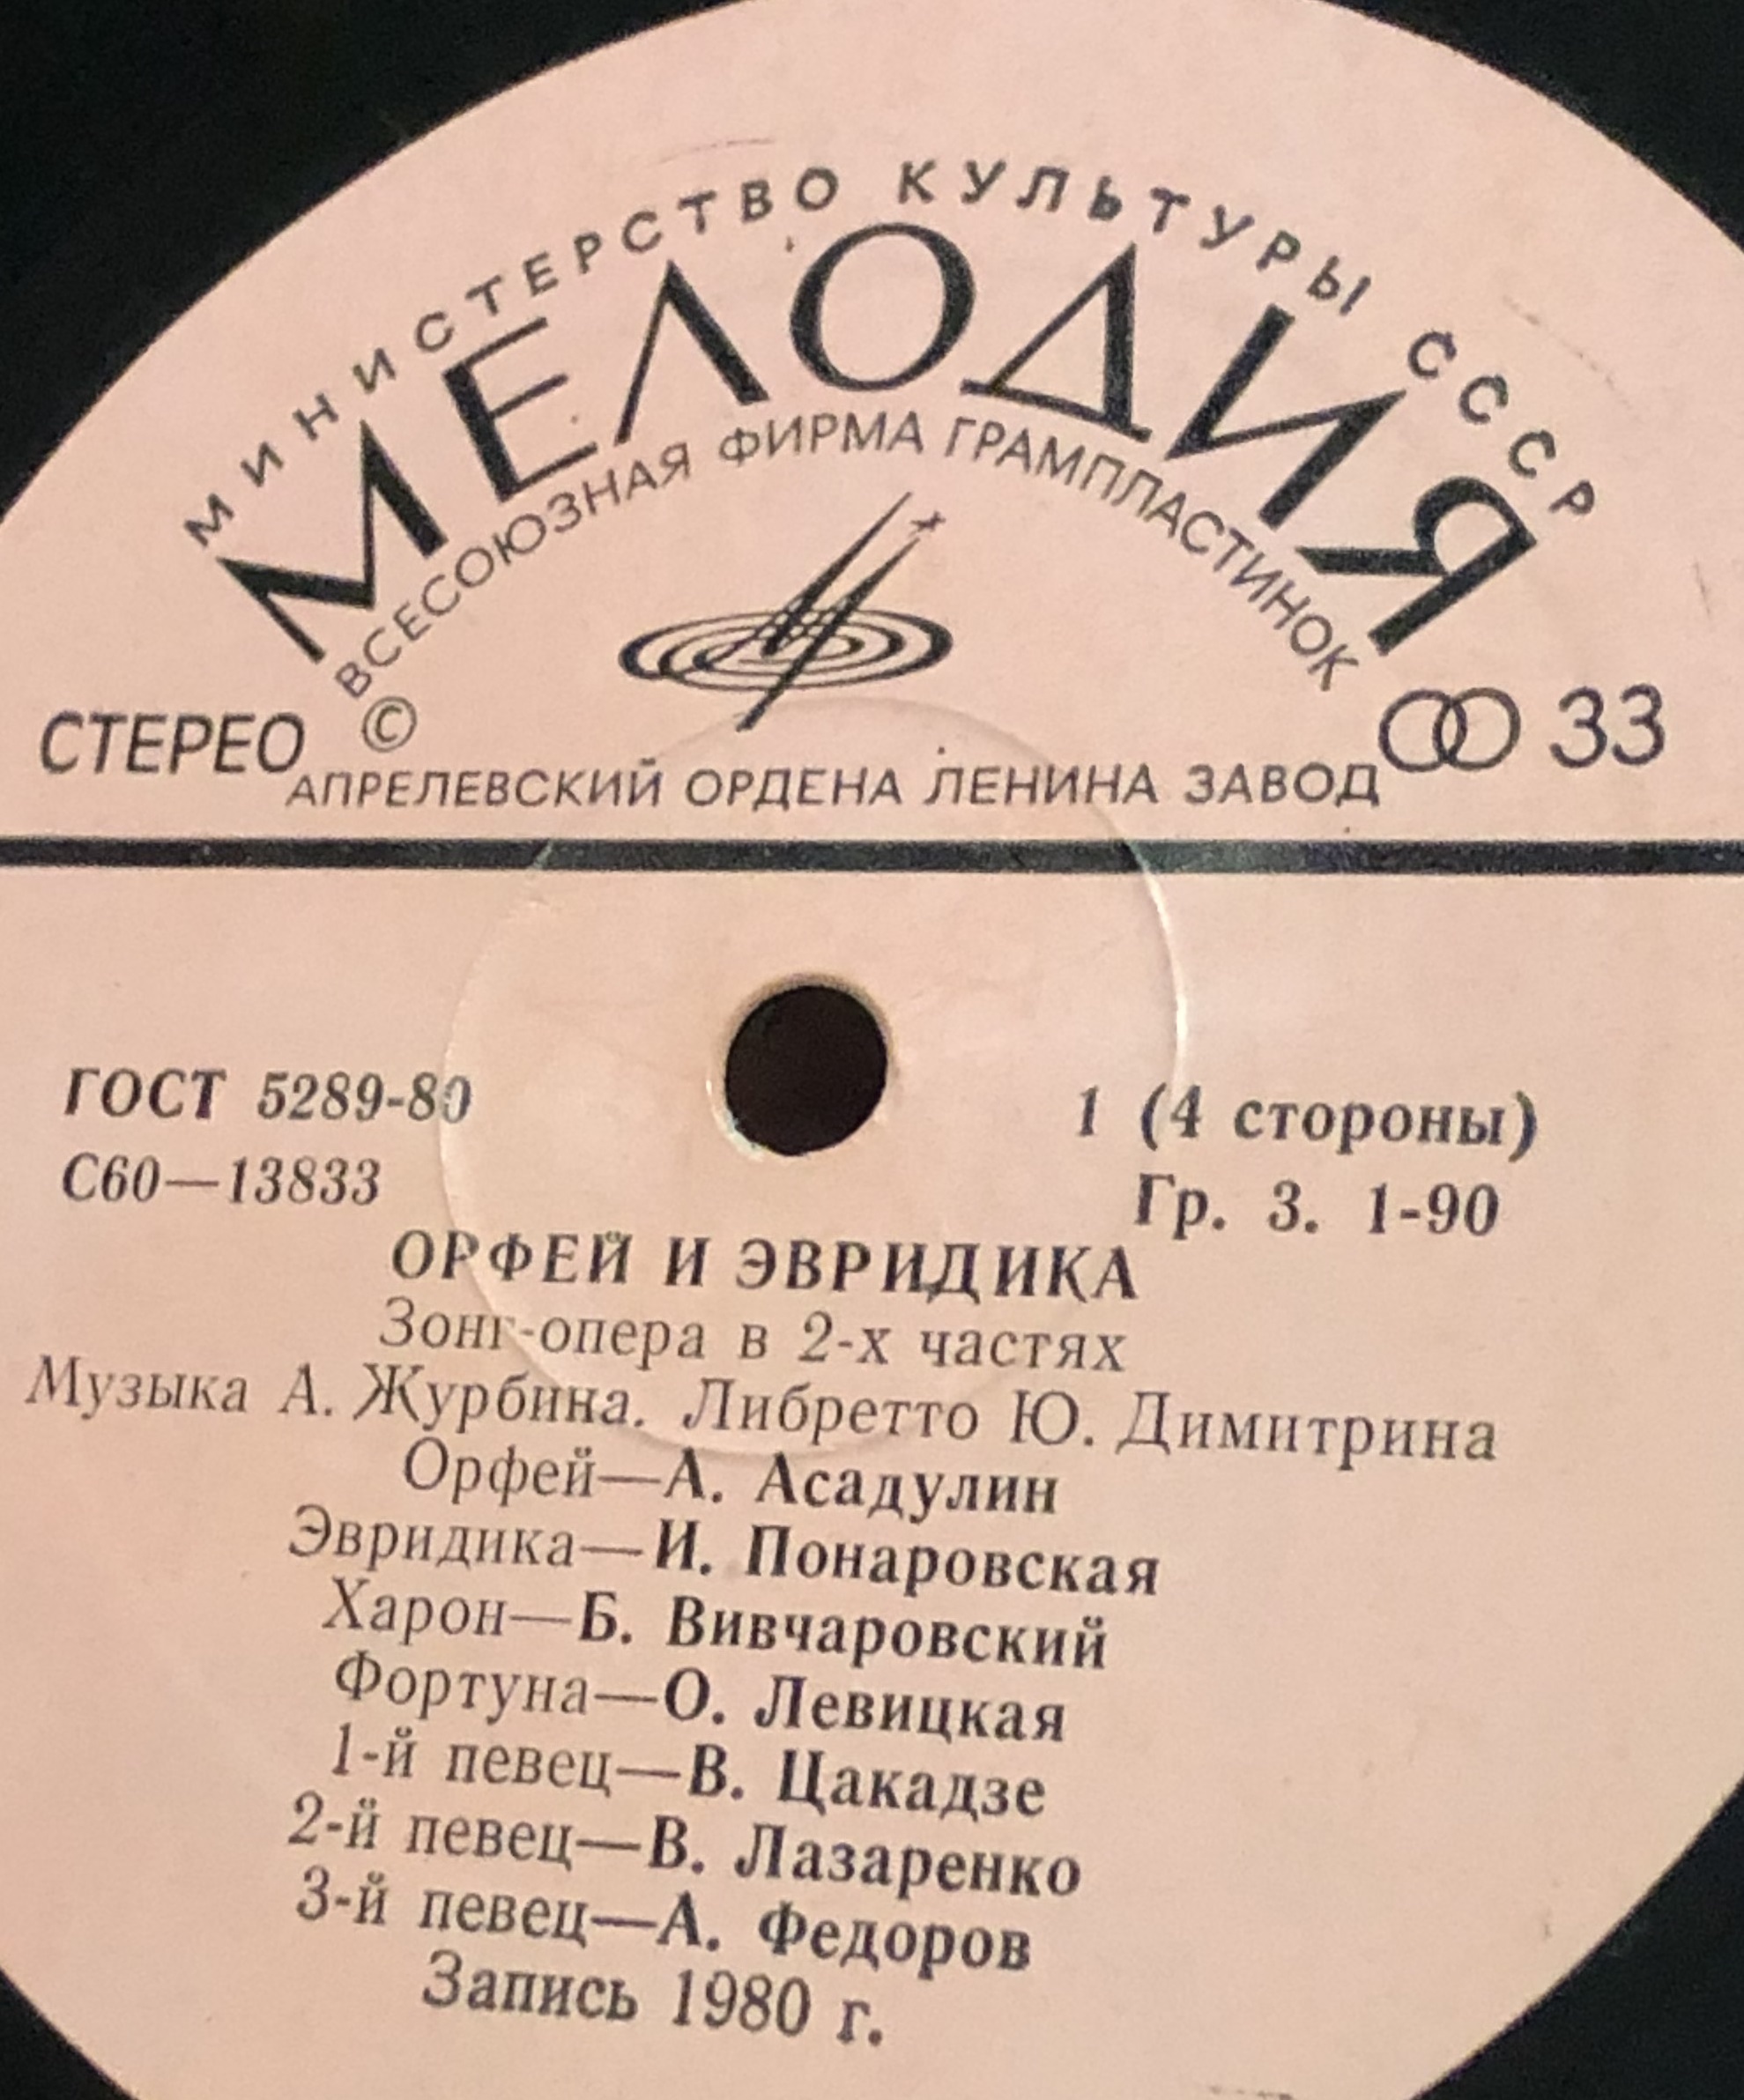 МИНИСТЕРСТВО КУЛЬТУРЫ СССР
МЕЛОДИЯ
ВСЕСОЮЗНАЯ ФИРМА ГРАМПЛАСТИНОК
СТЕРЕО © 33
АПРЕЛЕВСКИЙ ОРДЕНА ЛЕНИНА ЗАВОД
ГОСТ 5289-80 1 (4 стороны)
С60—13833 Гр. 3. 1-90
ОРФЕЙ И ЭВРИДИКА
Зонг-опера в 2-х частях
Музыка А. Журбина. Либретто Ю. Димитрина
Орфей—А. Асадулин
Эвридика—И. Понаровская
Харон—Б. Вивчаровский
Фортуна—О. Левицкая
1-й певец—В. Цакадзе
2-й певец—В. Лазаренко
3-й певец—А. Федоров
Запись 1980 г.